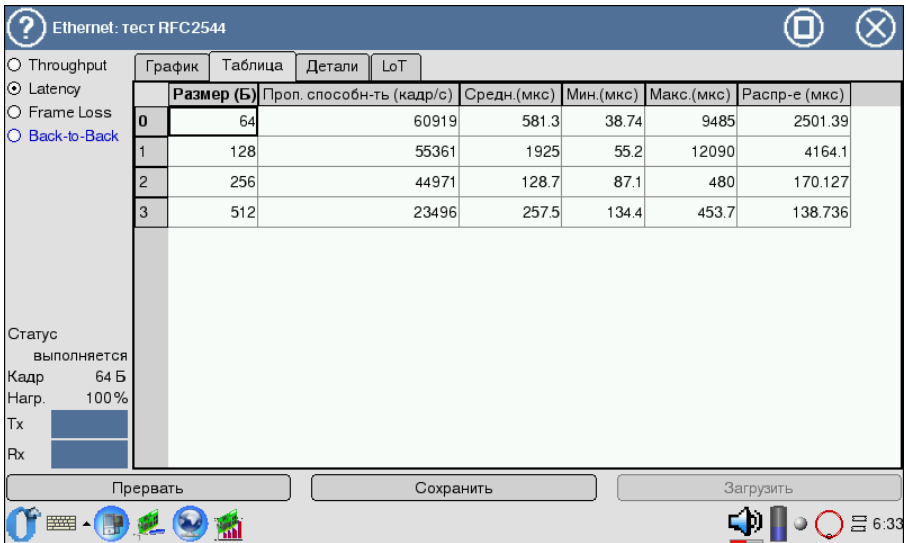 Ethernet: тест RFC2544
Throughput
Latency
Frame Loss
Back-to-Back
График Таблица Детали LoT
Размер (Б) Проп. способн-ть (кадр/с) Средн.(мкс) Мин.(мкс) Макс.(мкс) Распр-е (мкс)
0 64 60919 581.3 38.74 9485 2501.39
1 128 55361 1925 55.2 12090 4164.1
2 256 44971 128.7 87.1 480 170.127
3 512 23496 257.5 134.4 453.7 138.736
Статус
выполняется
Кадр 64 Б
Нагр. 100%
Tx
Rx
Прервать Сохранить Загрузить
6:33